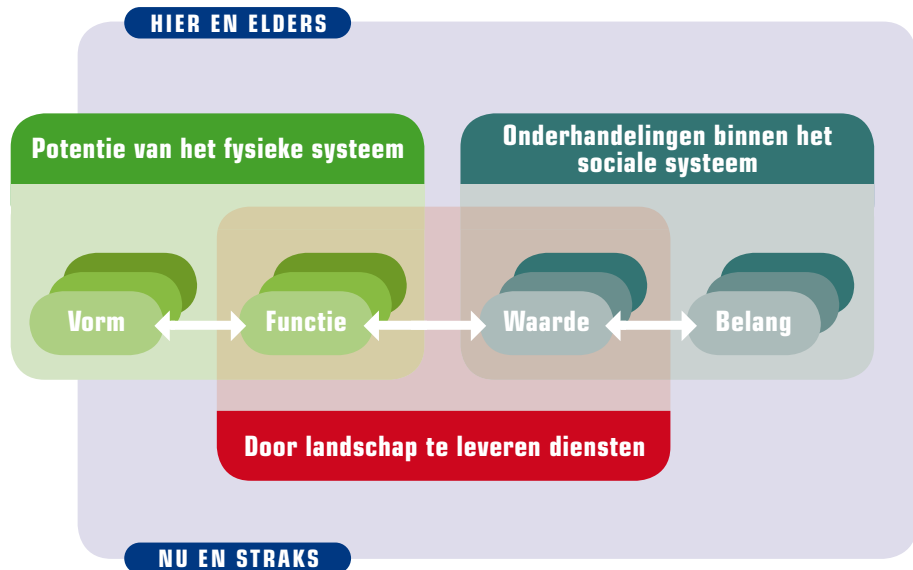 HIER EN ELDERS
Potentie van het fysieke systeem
Onderhandelingen binnen het
sociale systeem
Vorm
Functie
Waarde
Belang
Door landschap te leveren diensten
NU EN STRAKS